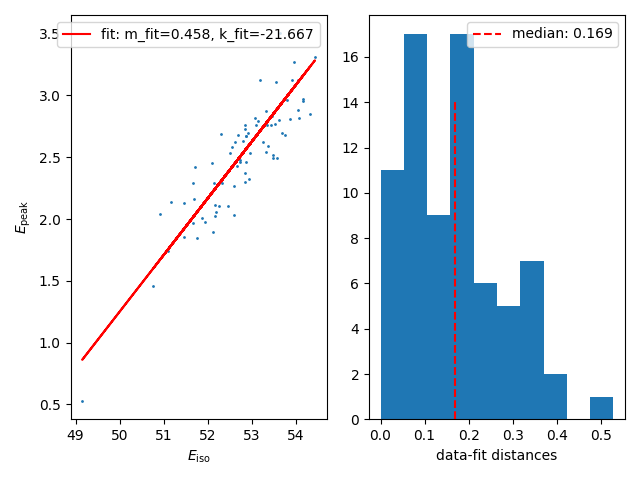 fit: m_fit=0.458, k_fit=-21.667
3.5
3.0
2.5
2.0
1.5
1.0
0.5
E_peak
49 50 51 52 53 54
E_iso
median: 0.169
16
14
12
10
8
6
4
2
0
0.0 0.1 0.2 0.3 0.4 0.5
data-fit distances